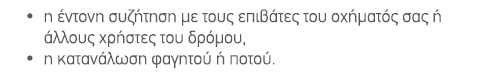 • η έντονη συζήτηση με τους επιβάτες του οχήματός σας ή
άλλους χρήστες του δρόμου,
• η κατανάλωση φαγητού ή ποτού.